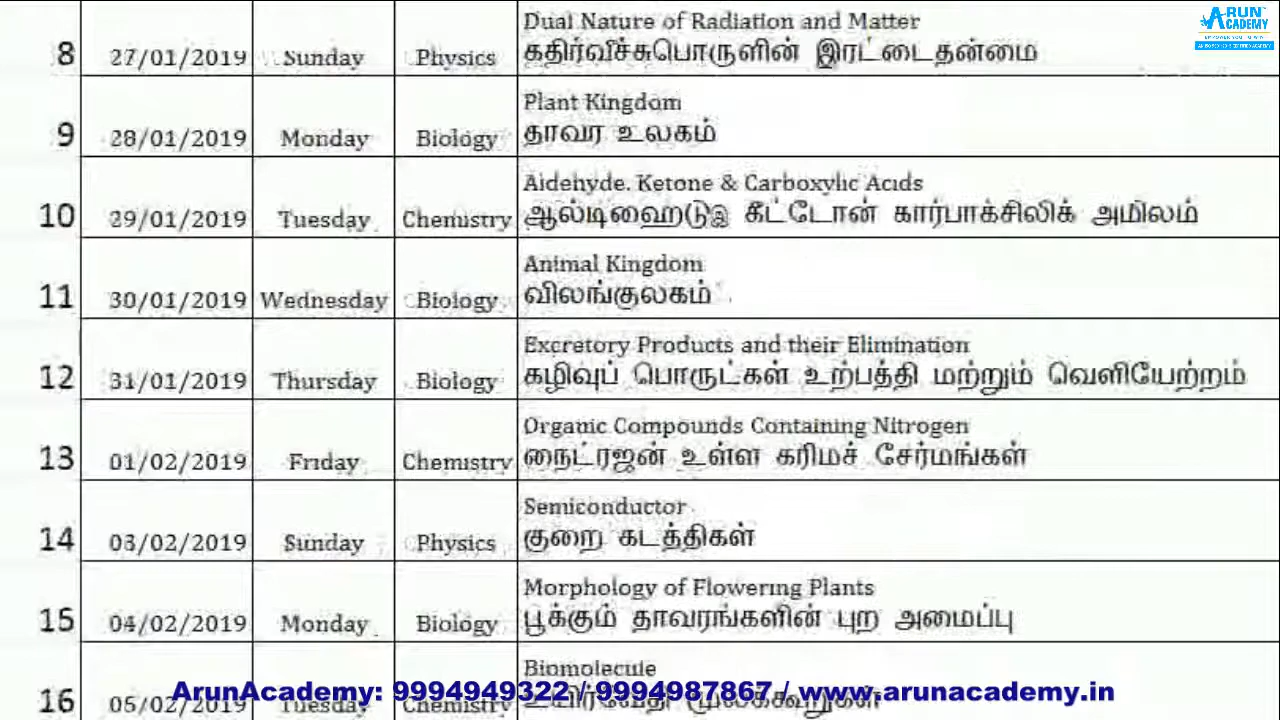 ARUN ACADEMY
Dual Nature of Radiation and Matter
8 27/01/2019 Sunday Physics கதிர்வீச்சுபொருளின் இரட்டைதன்மை
Plant Kingdom
9 28/01/2019 Monday Biology தாவர உலகம்
Aidehyde. Ketone & Carboxylic Acids
10 29/01/2019 Tuesday Chemistry ஆல்டிஹைடுஇ கீட்டோன் கார்பாக்சிலிக் அமிலம்
Animal Kingdom
11 30/01/2019 Wednesday Biology விலங்குலகம்
Excretory Products and their Elimination
12 31/01/2019 Thursday Biology கழிவுப் பொருட்கள் உற்பத்தி மற்றும் வெளியேற்றம்
Organic Compounds Containing Nitrogen
13 01/02/2019 Friday Chemistry நைட்ரஜன் உள்ள கரிமச் சேர்மங்கள்
Semiconductor
14 03/02/2019 Sunday Physics குறை கடத்திகள்
Morphology of Flowering Plants
15 04/02/2019 Monday Biology பூக்கும் தாவரங்களின் புற அமைப்பு
Biomolecule
16 05/02/2019 Tuesday Chemistry
ArunAcademy: 9994949322 / 9994987867 / www.arunacademy.in